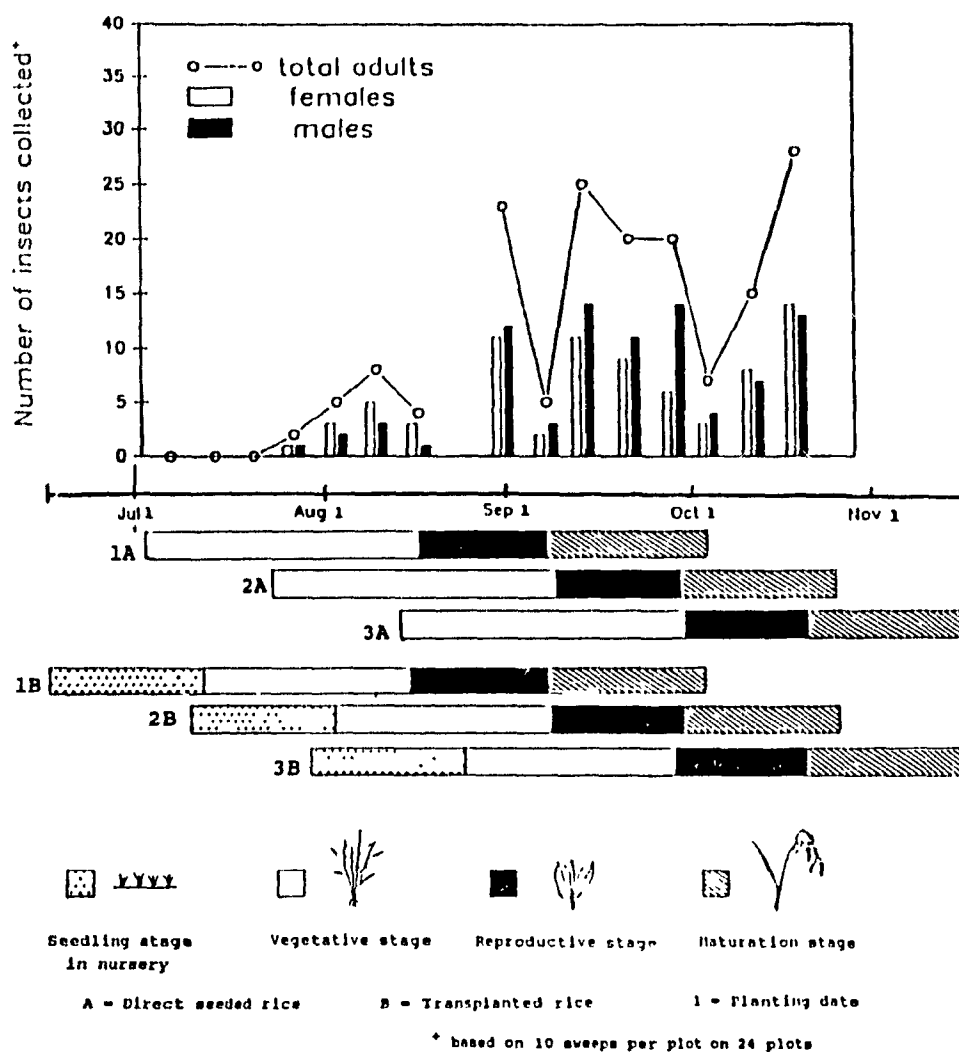 Number of insects collected+
40
35
30
25
20
15
10
5
0
total adults
females
males
Jul 1
Aug 1
Sep 1
Oct 1
Nov 1
1A
2A
3A
1B
2B
3B
Seedling stage
in nursery
Vegetative stage
Reproductive stage
Maturation stage
A = Direct seeded rice
B = Transplanted rice
1 = Planting date
+ based on 10 sweeps per plot on 24 plots